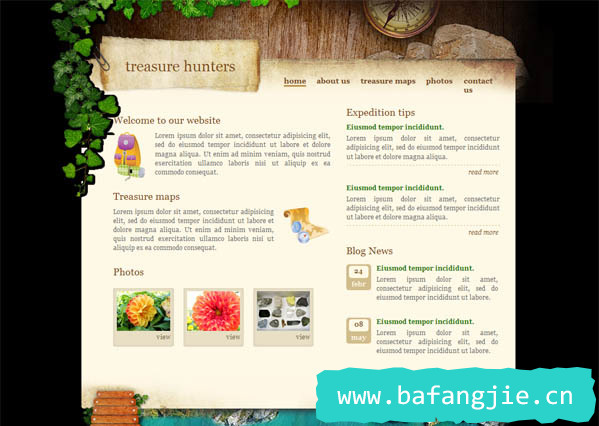 treasure hunters
home about us treasure maps photos contact
us
Welcome to our website
Lorem ipsum dolor sit amet, consectetur adipisicing elit,
sed do eiusmod tempor incididunt ut labore et dolore
magna aliqua. Ut enim ad minim veniam, quis nostrud
exercitation ullamco laboris nisi ut aliquip ex ea
commodo consequat.
Treasure maps
Lorem ipsum dolor sit amet, consectetur adipisicing
elit, sed do eiusmod tempor incididunt ut labore et
dolore magna aliqua. Ut enim ad minim veniam,
quis nostrud exercitation ullamco laboris nisi ut
aliquip ex ea commodo consequat.
Photos
view view view
Expedition tips
Eiusmod tempor incididunt.
Lorem ipsum dolor sit amet,
consectetur adipisicing elit, sed do
eiusmod tempor incididunt ut labore et
dolore magna aliqua.
read more
Eiusmod tempor incididunt.
Lorem ipsum dolor sit amet,
consectetur adipisicing elit, sed do
eiusmod tempor incididunt ut labore et
dolore magna aliqua.
read more
Blog News
24
febr
Eiusmod tempor incididunt.
Lorem ipsum dolor sit amet,
consectetur adipisicing elit, sed do
eiusmod tempor incididunt ut labore.
08
may
Eiusmod tempor incididunt.
Lorem ipsum dolor sit amet,
consectetur adipisicing elit, sed do
eiusmod tempor incididunt ut labore.
www.bafangjie.cn